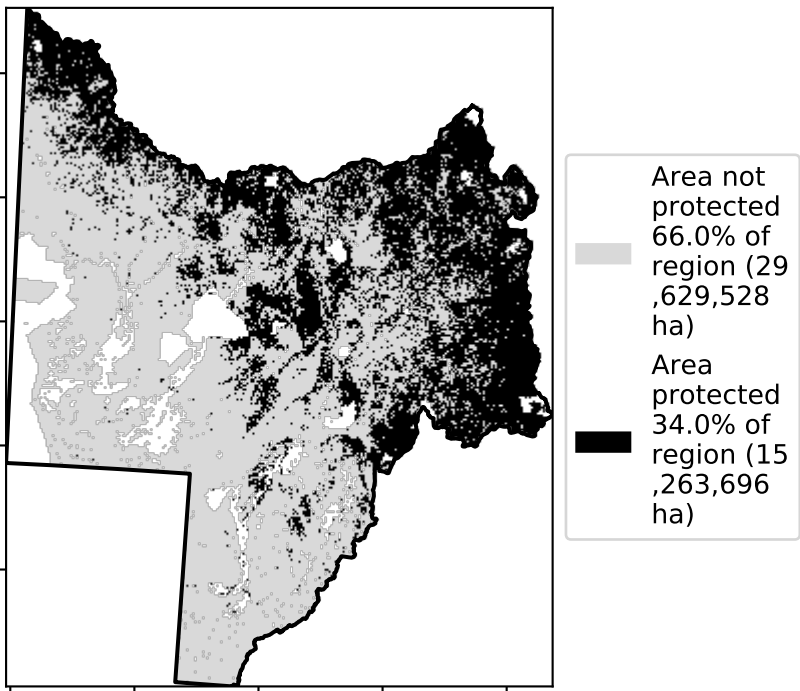 Area not
protected
66.0% of
region (29
,629,528
ha)
Area
protected
34.0% of
region (15
,263,696
ha)